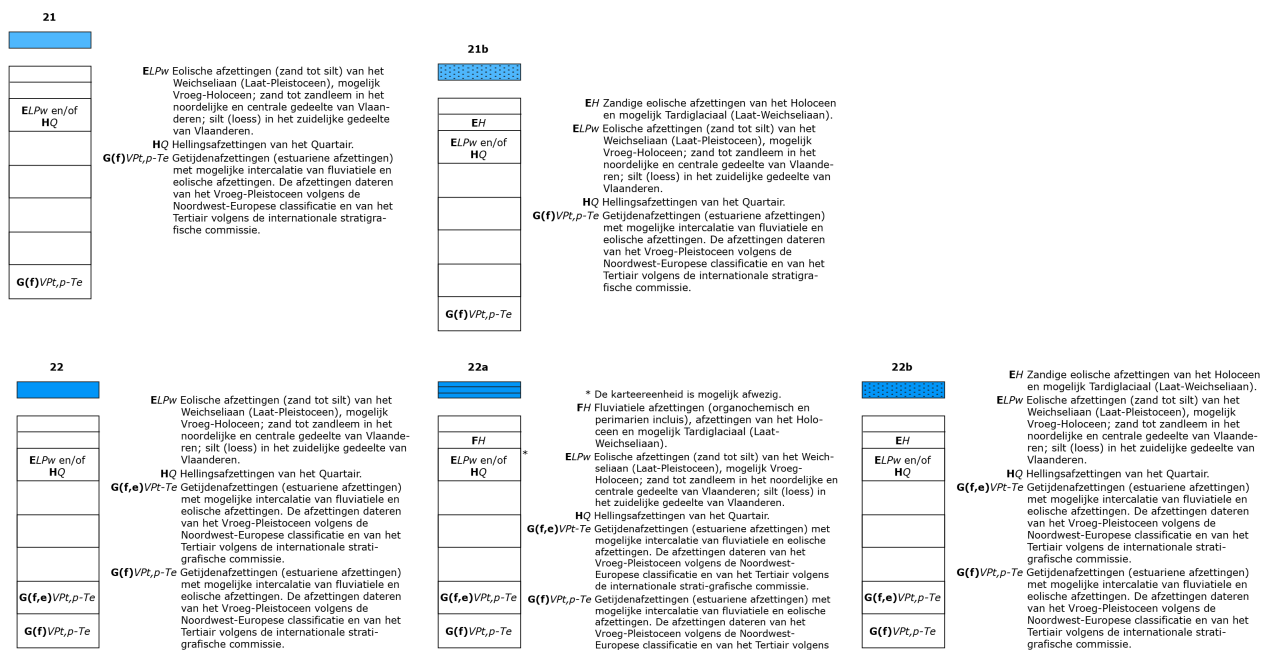 21
ELPw en/of
HQ
G(f)VPt,p-Te
ELPw Eolische afzettingen (zand tot silt) van het
Weichseliaan (Laat-Pleistoceen), mogelijk
Vroeg-Holoceen; zand tot zandleem in het
noordelijke en centrale gedeelte van Vlaan-
deren; silt (loess) in het zuidelijke gedeelte
van Vlaanderen.
HQ Hellingsafzettingen van het Quartair.
G(f)VPt,p-Te Getijdenafzettingen (estuariene afzettingen)
met mogelijke intercalatie van fluviatiele en
eolische afzettingen. De afzettingen dateren
van het Vroeg-Pleistoceen volgens de
Noordwest-Europese classificatie en van het
Tertiair volgens de internationale stratigra-
fische commissie.
21b
EH
ELPw en/of
HQ
G(f)VPt,p-Te
EH Zandige eolische afzettingen van het Holoceen
en mogelijk Tardiglaciaal (Laat-Weichseliaan).
ELPw Eolische afzettingen (zand tot silt) van het
Weichseliaan (Laat-Pleistoceen), mogelijk
Vroeg-Holoceen; zand tot zandleem in het
noordelijke en centrale gedeelte van Vlaande-
ren; silt (loess) in het zuidelijke gedeelte van
Vlaanderen.
HQ Hellingsafzettingen van het Quartair.
G(f)VPt,p-Te Getijdenafzettingen (estuariene afzettingen)
met mogelijke intercalatie van fluviatiele en
eolische afzettingen. De afzettingen dateren
van het Vroeg-Pleistoceen volgens de
Noordwest-Europese classificatie en van het
Tertiair volgens de internationale stratigra-
fische commissie.
22
ELPw en/of
HQ
G(f,e)VPt,p-Te
G(f)VPt,p-Te
ELPw Eolische afzettingen (zand tot silt) van het
Weichseliaan (Laat-Pleistoceen), mogelijk
Vroeg-Holoceen; zand tot zandleem in het
noordelijke en centrale gedeelte van Vlaande-
ren; silt (loess) in het zuidelijke gedeelte van
Vlaanderen.
HQ Hellingsafzettingen van het Quartair.
G(f,e)VPt-Te Getijdenafzettingen (estuariene afzettingen)
met mogelijke intercalatie van fluviatiele en
eolische afzettingen. De afzettingen dateren
van het Vroeg-Pleistoceen volgens de
Noordwest-Europese classificatie en van het
Tertiair volgens de internationale strati-
grafische commissie.
G(f)VPt,p-Te Getijdenafzettingen (estuariene afzettingen)
met mogelijke intercalatie van fluviatiele en
eolische afzettingen. De afzettingen dateren
van het Vroeg-Pleistoceen volgens de
Noordwest-Europese classificatie en van het
Tertiair volgens de internationale strati-
grafische commissie.
22a
FH
ELPw en/of
HQ
*
G(f,e)VPt,p-Te
G(f)VPt,p-Te
* De karteereenheid is mogelijk afwezig.
FH Fluviatiele afzettingen (organochemisch en
perimarien incluis), afzettingen van het Holo-
ceen en mogelijk Tardiglaciaal (Laat-
Weichseliaan).
ELPw Eolische afzettingen (zand tot silt) van het Weich-
seliaan (Laat-Pleistoceen), mogelijk Vroeg-
Holoceen; zand tot zandleem in het noordelijke en
centrale gedeelte van Vlaanderen; silt (loess) in
het zuidelijke gedeelte van Vlaanderen.
HQ Hellingsafzettingen van het Quartair.
G(f,e)VPt-Te Getijdenafzettingen (estuariene afzettingen) met
mogelijke intercalatie van fluviatiele en eolische
afzettingen. De afzettingen dateren van het
Vroeg-Pleistoceen volgens de Noordwest-
Europese classificatie en van het Tertiair volgens
de internationale strati-grafische commissie.
G(f)VPt,p-Te Getijdenafzettingen (estuariene afzettingen) met
mogelijke intercalatie van fluviatiele en eolische
afzettingen. De afzettingen dateren van het
Vroeg-Pleistoceen volgens de Noordwest-
Europese classificatie en van het Tertiair volgens
22b
EH
ELPw en/of
HQ
G(f,e)VPt,p-Te
G(f)VPt,p-Te
EH Zandige eolische afzettingen van het Holoceen
en mogelijk Tardiglaciaal (Laat-Weichseliaan).
ELPw Eolische afzettingen (zand tot silt) van het
Weichseliaan (Laat-Pleistoceen), mogelijk
Vroeg-Holoceen; zand tot zandleem in het
noordelijke en centrale gedeelte van Vlaande-
ren; silt (loess) in het zuidelijke gedeelte van
Vlaanderen.
HQ Hellingsafzettingen van het Quartair.
G(f,e)VPt-Te Getijdenafzettingen (estuariene afzettingen)
met mogelijke intercalatie van fluviatiele en
eolische afzettingen. De afzettingen dateren
van het Vroeg-Pleistoceen volgens de
Noordwest-Europese classificatie en van het
Tertiair volgens de internationale strati-
grafische commissie.
G(f)VPt,p-Te Getijdenafzettingen (estuariene afzettingen)
met mogelijke intercalatie van fluviatiele en
eolische afzettingen. De afzettingen dateren
van het Vroeg-Pleistoceen volgens de
Noordwest-Europese classificatie en van het
Tertiair volgens de internationale strati-
grafische commissie.